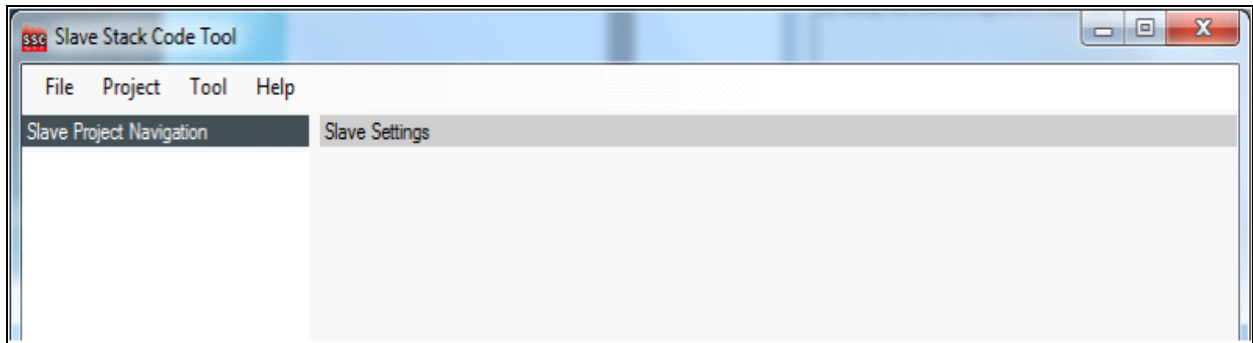 ssc Slave Stack Code Tool
File Project Tool Help
Slave Project Navigation Slave Settings